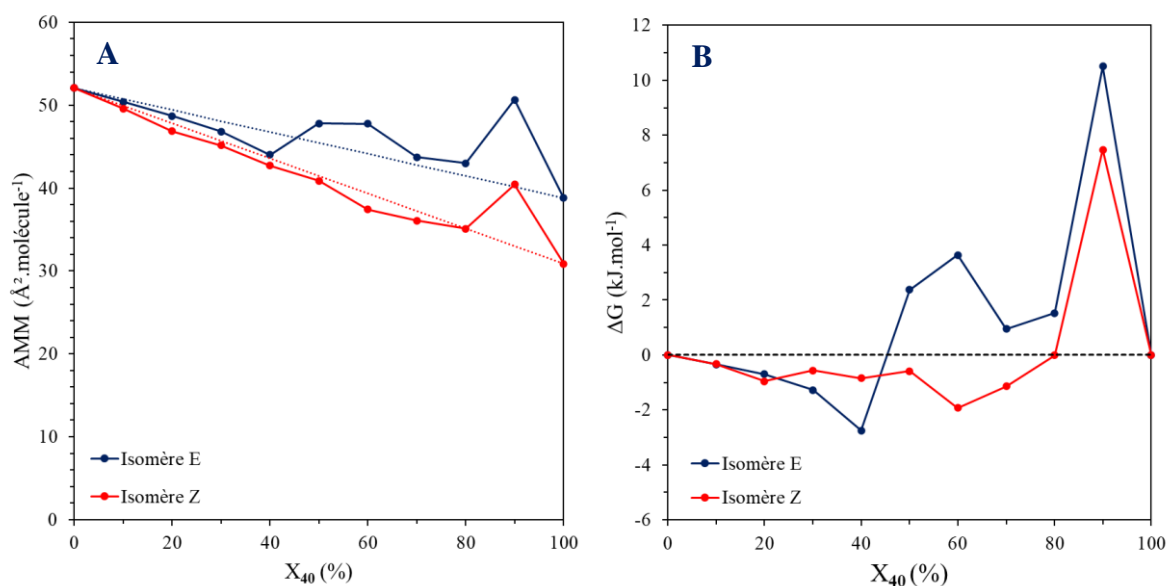 A
60
50
40
30
20
10
0
AMM (Å².molécule⁻¹)
Isomère E
Isomère Z
0 20 40 60 80 100
X₄₀ (%)
B
12
10
8
6
4
2
0
-2
-4
-6
ΔG (kJ.mol⁻¹)
Isomère E
Isomère Z
0 20 40 60 80 100
X₄₀ (%)